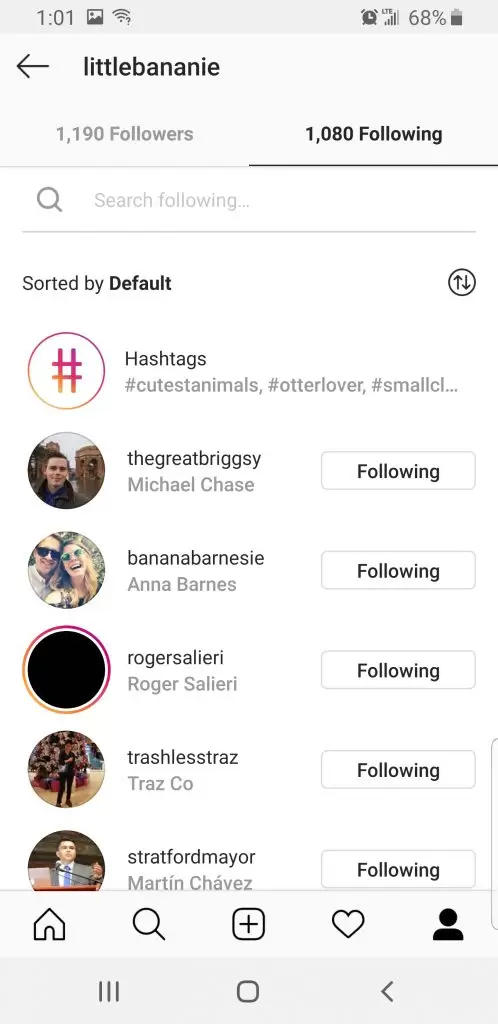 1:01 LTE 68%
littlebananie
1,190 Followers 1,080 Following
Search following...
Sorted by Default
Hashtags
#cutestanimals, #otterlover, #smallcl...
thegreatbriggsy
Michael Chase
Following
bananabarnesie
Anna Barnes
Following
rogersalieri
Roger Salieri
Following
trashlesstraz
Traz Co
Following
stratfordmayor
Martín Chávez
Following